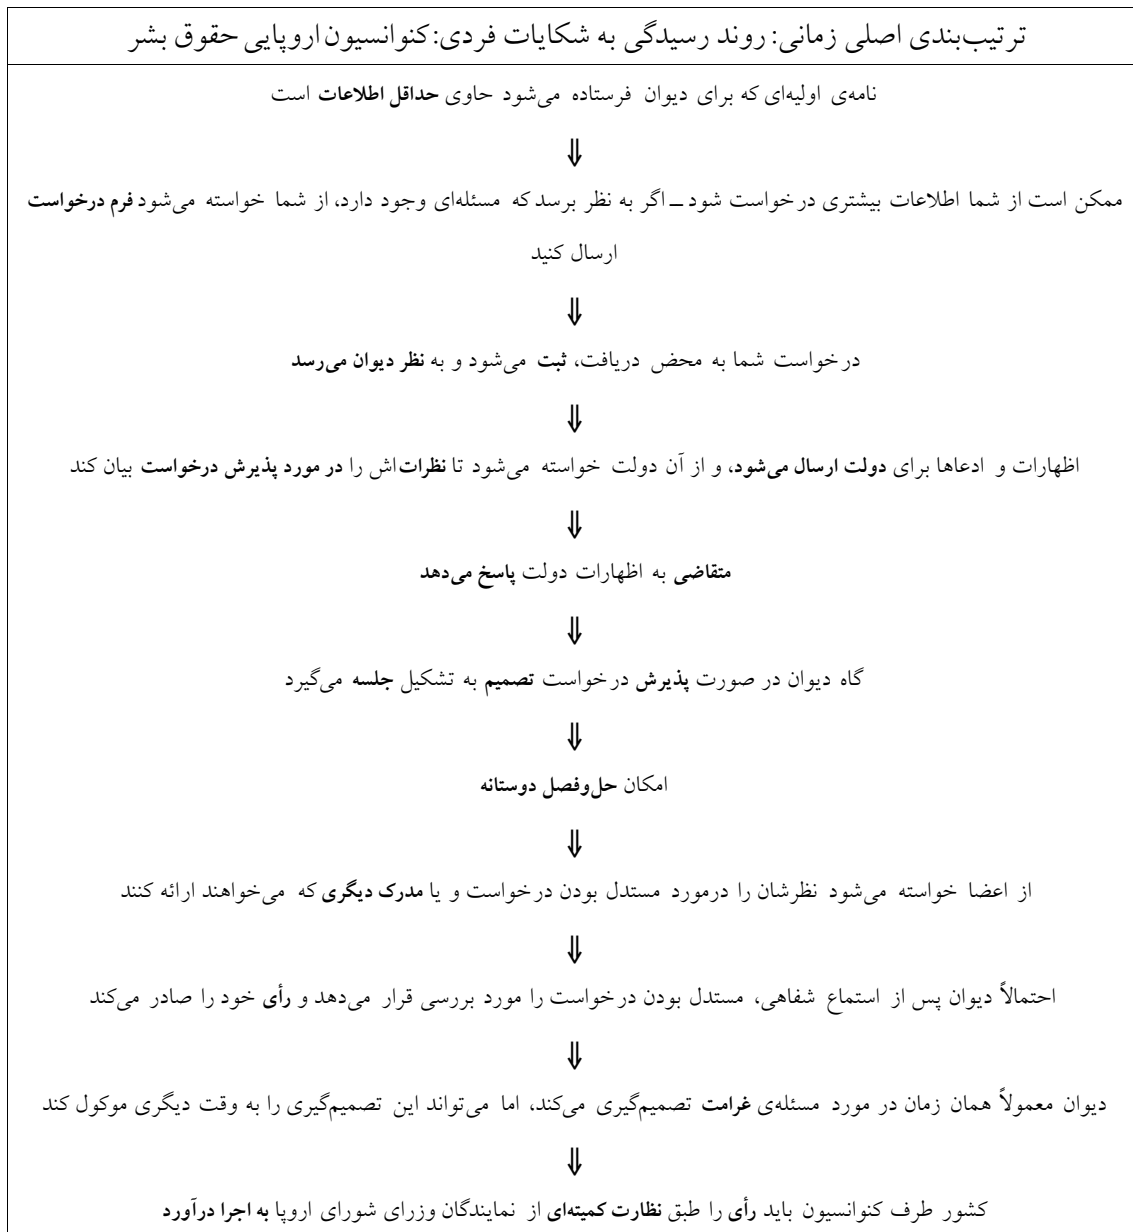 ترتیب‌بندی اصلی زمانی: روند رسیدگی به شکایات فردی: کنوانسیون اروپایی حقوق بشر
نامه‌ی اولیه‌ای که برای دیوان فرستاده می‌شود حاوی حداقل اطلاعات است
⇓
ممکن است از شما اطلاعات بیشتری درخواست شود – اگر به نظر برسد که مسئله‌ای وجود دارد، از شما خواسته می‌شود فرم درخواست
ارسال کنید
⇓
درخواست شما به محض دریافت، ثبت می‌شود و به نظر دیوان می‌رسد
⇓
اظهارات و ادعاها برای دولت ارسال می‌شود، و از آن دولت خواسته می‌شود تا نظرات‌اش را در مورد پذیرش درخواست بیان کند
⇓
متقاضی به اظهارات دولت پاسخ می‌دهد
⇓
گاه دیوان در صورت پذیرش درخواست تصمیم به تشکیل جلسه می‌گیرد
⇓
امکان حل‌وفصل دوستانه
⇓
از اعضا خواسته می‌شود نظرشان را درمورد مستدل بودن درخواست و یا مدرک دیگری که می‌خواهند ارائه کنند
⇓
احتمالاً دیوان پس از استماع شفاهی، مستدل بودن درخواست را مورد بررسی قرار می‌دهد و رأی خود را صادر می‌کند
⇓
دیوان معمولاً همان زمان در مورد مسئله‌ی غرامت تصمیم‌گیری می‌کند، اما می‌تواند این تصمیم‌گیری را به وقت دیگری موکول کند
⇓
کشور طرف کنوانسیون باید رأی را طبق نظارت کمیته‌ای از نمایندگان وزرای شورای اروپا به اجرا درآورد